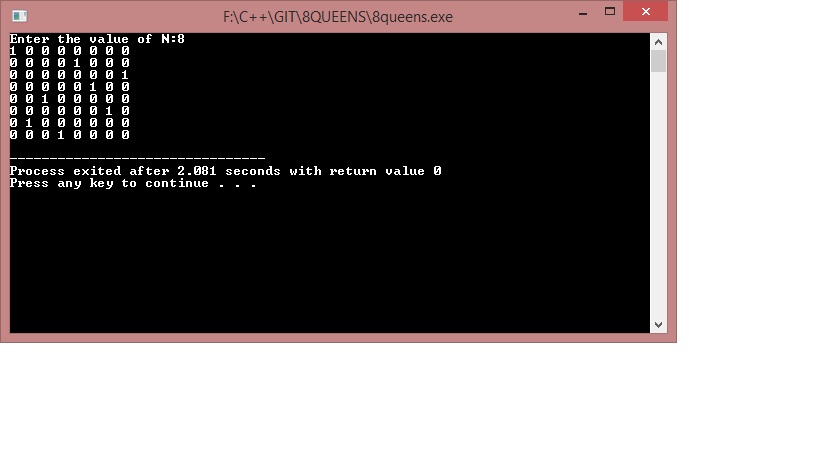 F:\C++\GIT\8QUEENS\8queens.exe
Enter the value of N:8
1 0 0 0 0 0 0 0
0 0 0 0 1 0 0 0
0 0 0 0 0 0 0 1
0 0 0 0 0 1 0 0
0 0 1 0 0 0 0 0
0 0 0 0 0 0 1 0
0 1 0 0 0 0 0 0
0 0 0 1 0 0 0 0
--------------------------------
Process exited after 2.081 seconds with return value 0
Press any key to continue . . .